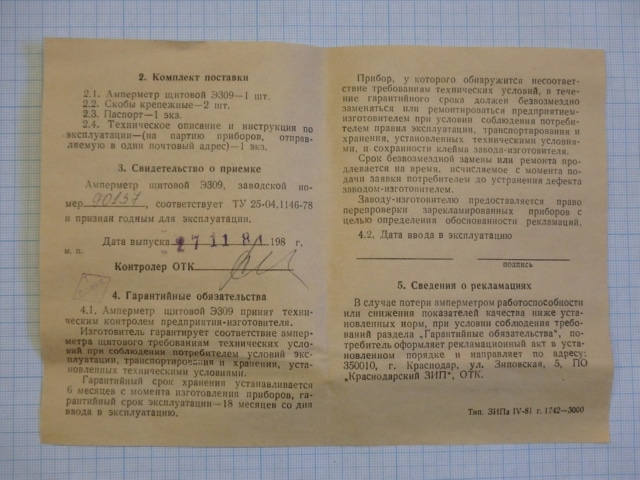 2. Комплект поставки
2.1. Амперметр щитовой Э309—1 шт.
2.2. Скобы крепежные—2 шт.
2.3. Паспорт—1 экз.
2.4. Техническое описание и инструкция по
эксплуатации—(на партию приборов, отправ-
ляемую в один почтовый адрес)—1 экз.
3. Свидетельство о приемке
Амперметр щитовой Э309, заводской но-
мер 90137, соответствует ТУ 25-04.1146-78
и признан годным для эксплуатации.
Дата выпуска 27 11 81 198 г.
м. п.
Контролер ОТК
4. Гарантийные обязательства
4.1. Амперметр щитовой Э309 принят техни-
ческим контролем предприятия-изготовителя.
Изготовитель гарантирует соответствие ампер-
метра щитового требованиям технических усло-
вий при соблюдении потребителем условий экс-
плуатации, транспортирования и хранения, уста-
новленных техническими условиями.
Гарантийный срок хранения устанавливается
6 месяцев с момента изготовления приборов, га-
рантийный срок эксплуатации—18 месяцев со дня
ввода в эксплуатацию.
Прибор, у которого обнаружится несоответ-
ствие требованиям технических условий, в тече-
ние гарантийного срока должен безвозмездно
заменяться или ремонтироваться предприятием-
изготовителем при условии соблюдения потреби-
телем правил эксплуатации, транспортирования и
хранения, установленных техническими условиями,
и сохранности клейма завода-изготовителя.
Срок безвозмездной замены или ремонта про-
длевается на время, исчисляемое с момента по
дачи заявки потребителем до устранения дефекта
заводом-изготовителем.
Заводу-изготовителю предоставляется право
перепроверки зарекламированных приборов с
целью определения обоснованности рекламаций.
4.2. Дата ввода в эксплуатацию
подпись
5. Сведения о рекламациях
В случае потери амперметром работоспособности
или снижения показателей качества ниже уста-
новленных норм, при условии соблюдения требо-
ваний раздела „Гарантийные обязательства", по-
требитель оформляет рекламационный акт в ус-
тановленном порядке и направляет по адресу:
350010, г. Краснодар, ул. Зиповская, 5, ПО
„Краснодарский ЗИП", ОТК.
Тип. ЗИПа IV-81 г. 1742—3000